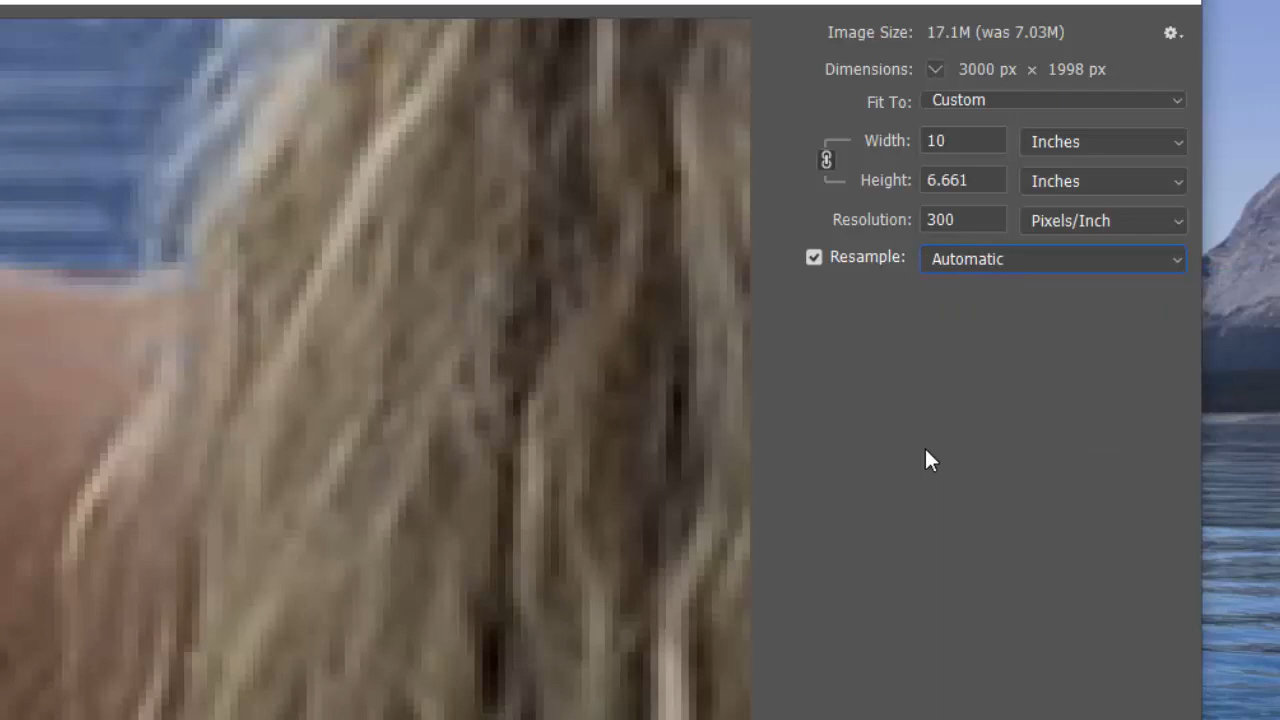 Image Size: 17.1M (was 7.03M)
Dimensions: 3000 px × 1998 px
Fit To: Custom
Width: 10 Inches
Height: 6.661 Inches
Resolution: 300 Pixels/Inch
Resample: Automatic